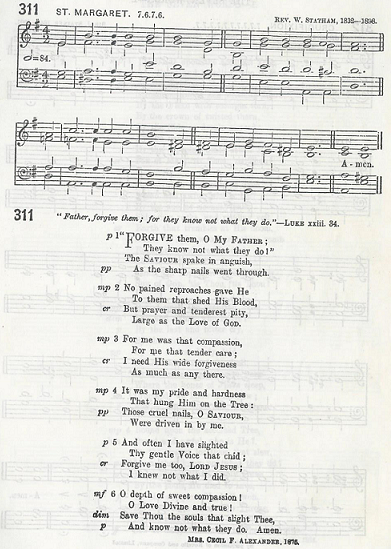 311 ST. MARGARET. 7.6.7.6. REV. W. STATHAM, 1832—1898.
=84.
A - men.
311 "Father, forgive them; for they know not what they do."—LUKE xxiii. 34.
p 1 "FORGIVE them, O MY FATHER;
They know not what they do!"
The SAVIOUR spake in anguish,
pp As the sharp nails went through.
mp 2 No pained reproaches gave He
To them that shed His Blood,
cr But prayer and tenderest pity,
Large as the Love of GOD.
mp 3 For me was that compassion,
For me that tender care;
cr I need His wide forgiveness
As much as any there.
mp 4 It was my pride and hardness
That hung Him on the Tree:
pp Those cruel nails, O SAVIOUR,
Were driven in by me.
p 5 And often I have slighted
Thy gentle Voice that chid;
cr Forgive me too, LORD JESUS;
I knew not what I did.
mf 6 O depth of sweet compassion!
O Love Divine and true!
dim Save Thou the souls that slight Thee,
p And know not what they do. Amen.
MRS. CECIL F. ALEXANDER, 1875.